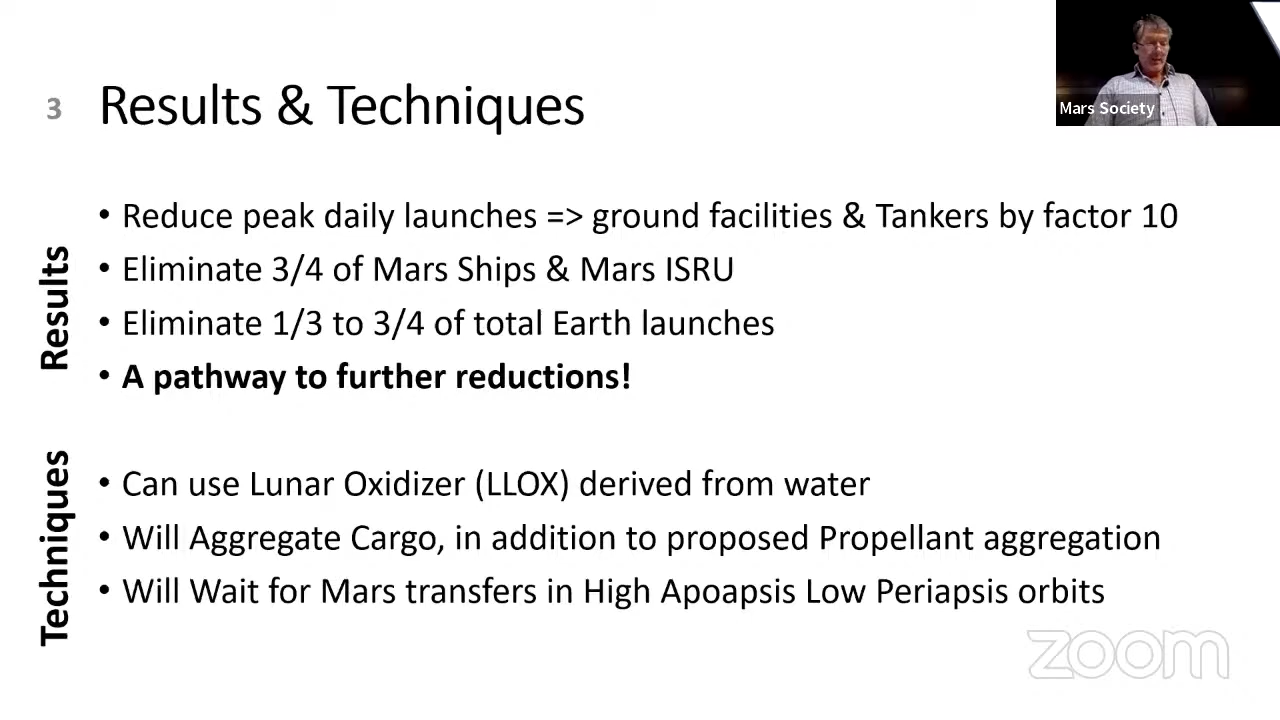 Mars Society
3 Results & Techniques
Results
• Reduce peak daily launches => ground facilities & Tankers by factor 10
• Eliminate 3/4 of Mars Ships & Mars ISRU
• Eliminate 1/3 to 3/4 of total Earth launches
• A pathway to further reductions!
Techniques
• Can use Lunar Oxidizer (LLOX) derived from water
• Will Aggregate Cargo, in addition to proposed Propellant aggregation
• Will Wait for Mars transfers in High Apoapsis Low Periapsis orbits
zoom